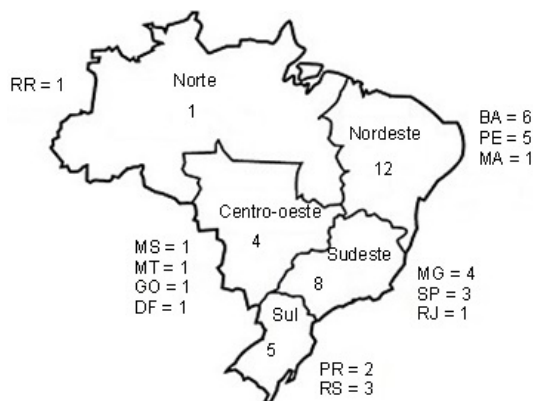 RR = 1
Norte
1
Nordeste
12
BA = 6
PE = 5
MA = 1
Centro-oeste
4
MS = 1
MT = 1
GO = 1
DF = 1
Sudeste
8
MG = 4
SP = 3
RJ = 1
Sul
5
PR = 2
RS = 3